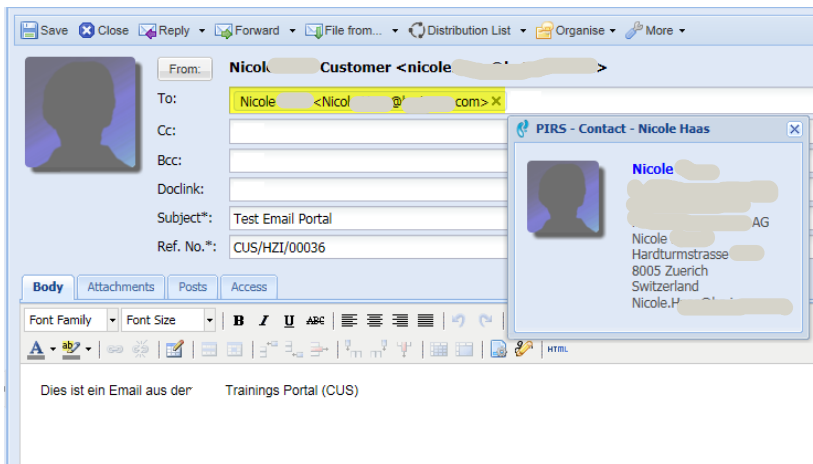 Save Close Reply Forward File from... Distribution List Organise More
From: Nicole Customer <nicole >
To: Nicole <Nicol @ com>
Cc:
Bcc:
Doclink:
Subject*: Test Email Portal
Ref. No.*: CUS/HZI/00036
PIRS - Contact - Nicole Haas
Nicole
AG
Nicole
Hardturmstrasse
8005 Zuerich
Switzerland
Nicole.H
Body Attachments Posts Access
Font Family Font Size B I U ABC
A ab HTML
Dies ist ein Email aus der Trainings Portal (CUS)